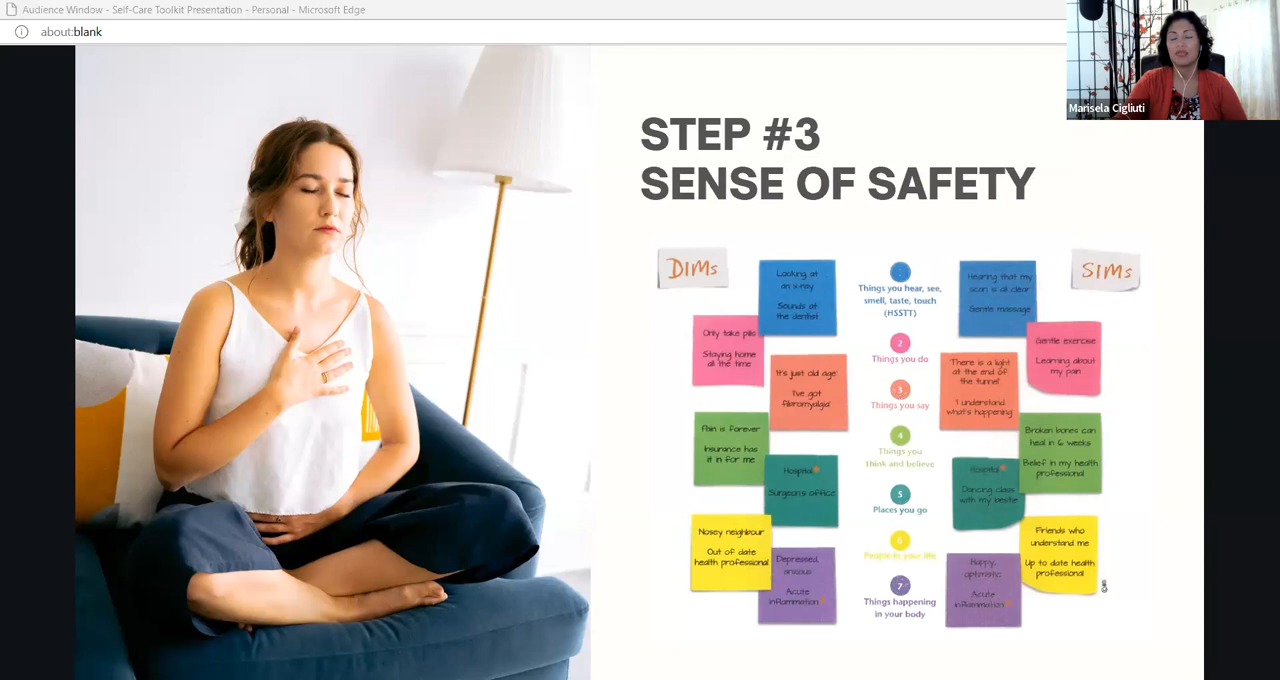 Audience Window - Self-Care Toolkit Presentation - Personal - Microsoft Edge
about:blank
Marisela Cigliuti
STEP #3
SENSE OF SAFETY
DIMs
SIMs
Looking at
an x-ray
Sounds at
the dentist
Things you hear, see,
smell, taste, touch
(HSSTT)
Hearing that my
scan is all clear
Gentle massage
Only take pills
Staying home
all the time
2
Things you do
Gentle exercise
Learning about
my pain
'It's just old age'
'I've got
fibromyalgia'
3
Things you say
'There is a light
at the end of
the tunnel'
'I understand
what's happening'
Pain is forever
Insurance has
it in for me
4
Things you
think and believe
Broken bones can
heal in 6 weeks
Belief in my health
professional
Hospital*
Surgeon's office
5
Places you go
Hospital*
Dancing class
with my bestie
Nosey neighbour
Out of date
health professional
6
People in your life
Friends who
understand me
Up to date health
professional
Depressed,
anxious
Acute
inflammation*
7
Things happening
in your body
Happy,
optimistic
Acute
inflammation*